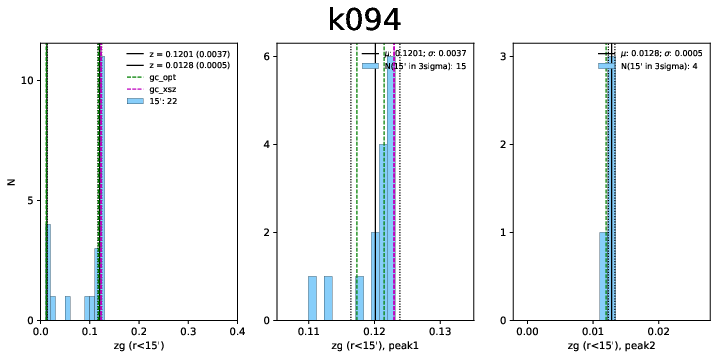 k094
z = 0.1201 (0.0037)
z = 0.0128 (0.0005)
gc_opt
gc_xsz
15': 22
N
10
5
0
0.0 0.1 0.2 0.3 0.4
zg (r<15')
μ: 0.1201; σ: 0.0037
N(15' in 3sigma): 15
6
4
2
0
0.11 0.12 0.13
zg (r<15'), peak1
μ: 0.0128; σ: 0.0005
N(15' in 3sigma): 4
3
2
1
0
0.00 0.01 0.02
zg (r<15'), peak2